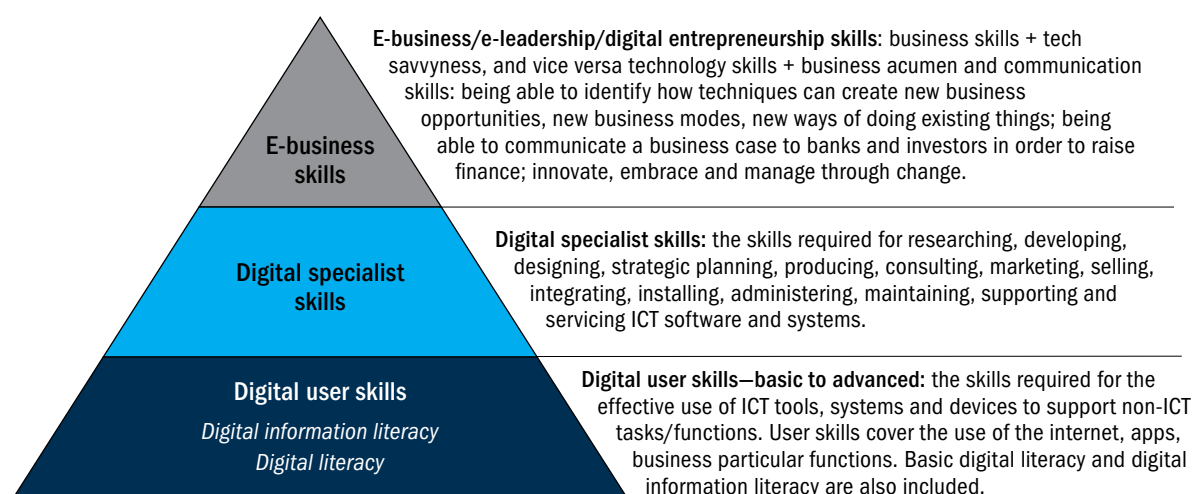 E-business/e-leadership/digital entrepreneurship skills: business skills + tech
savvyness, and vice versa technology skills + business acumen and communication
skills: being able to identify how techniques can create new business
opportunities, new business modes, new ways of doing existing things; being
able to communicate a business case to banks and investors in order to raise
finance; innovate, embrace and manage through change.
E-business
skills
Digital specialist skills: the skills required for researching, developing,
designing, strategic planning, producing, consulting, marketing, selling,
integrating, installing, administering, maintaining, supporting and
servicing ICT software and systems.
Digital specialist
skills
Digital user skills—basic to advanced: the skills required for the
effective use of ICT tools, systems and devices to support non-ICT
tasks/functions. User skills cover the use of the internet, apps,
business particular functions. Basic digital literacy and digital
information literacy are also included.
Digital user skills
Digital information literacy
Digital literacy